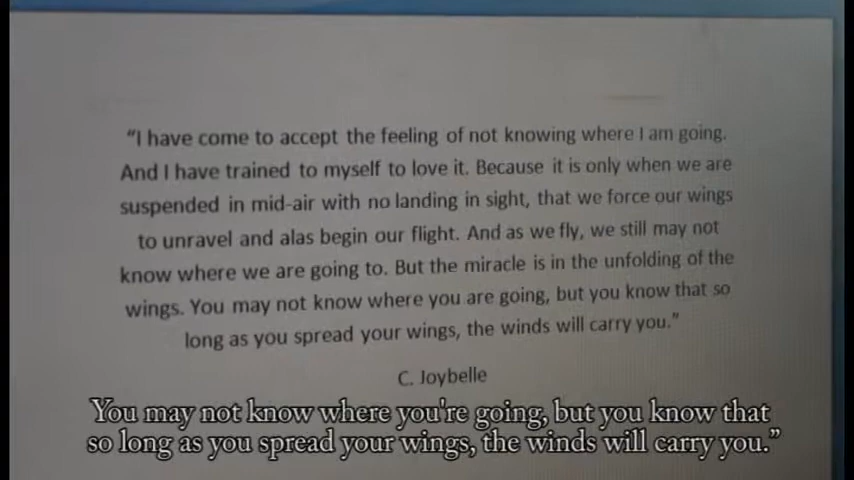 “I have come to accept the feeling of not knowing where I am going.
And I have trained to myself to love it. Because it is only when we are
suspended in mid-air with no landing in sight, that we force our wings
to unravel and alas begin our flight. And as we fly, we still may not
know where we are going to. But the miracle is in the unfolding of the
wings. You may not know where you are going, but you know that so
long as you spread your wings, the winds will carry you.”
C. Joybelle
You may not know where you're going, but you know that
so long as you spread your wings, the winds will carry you.”